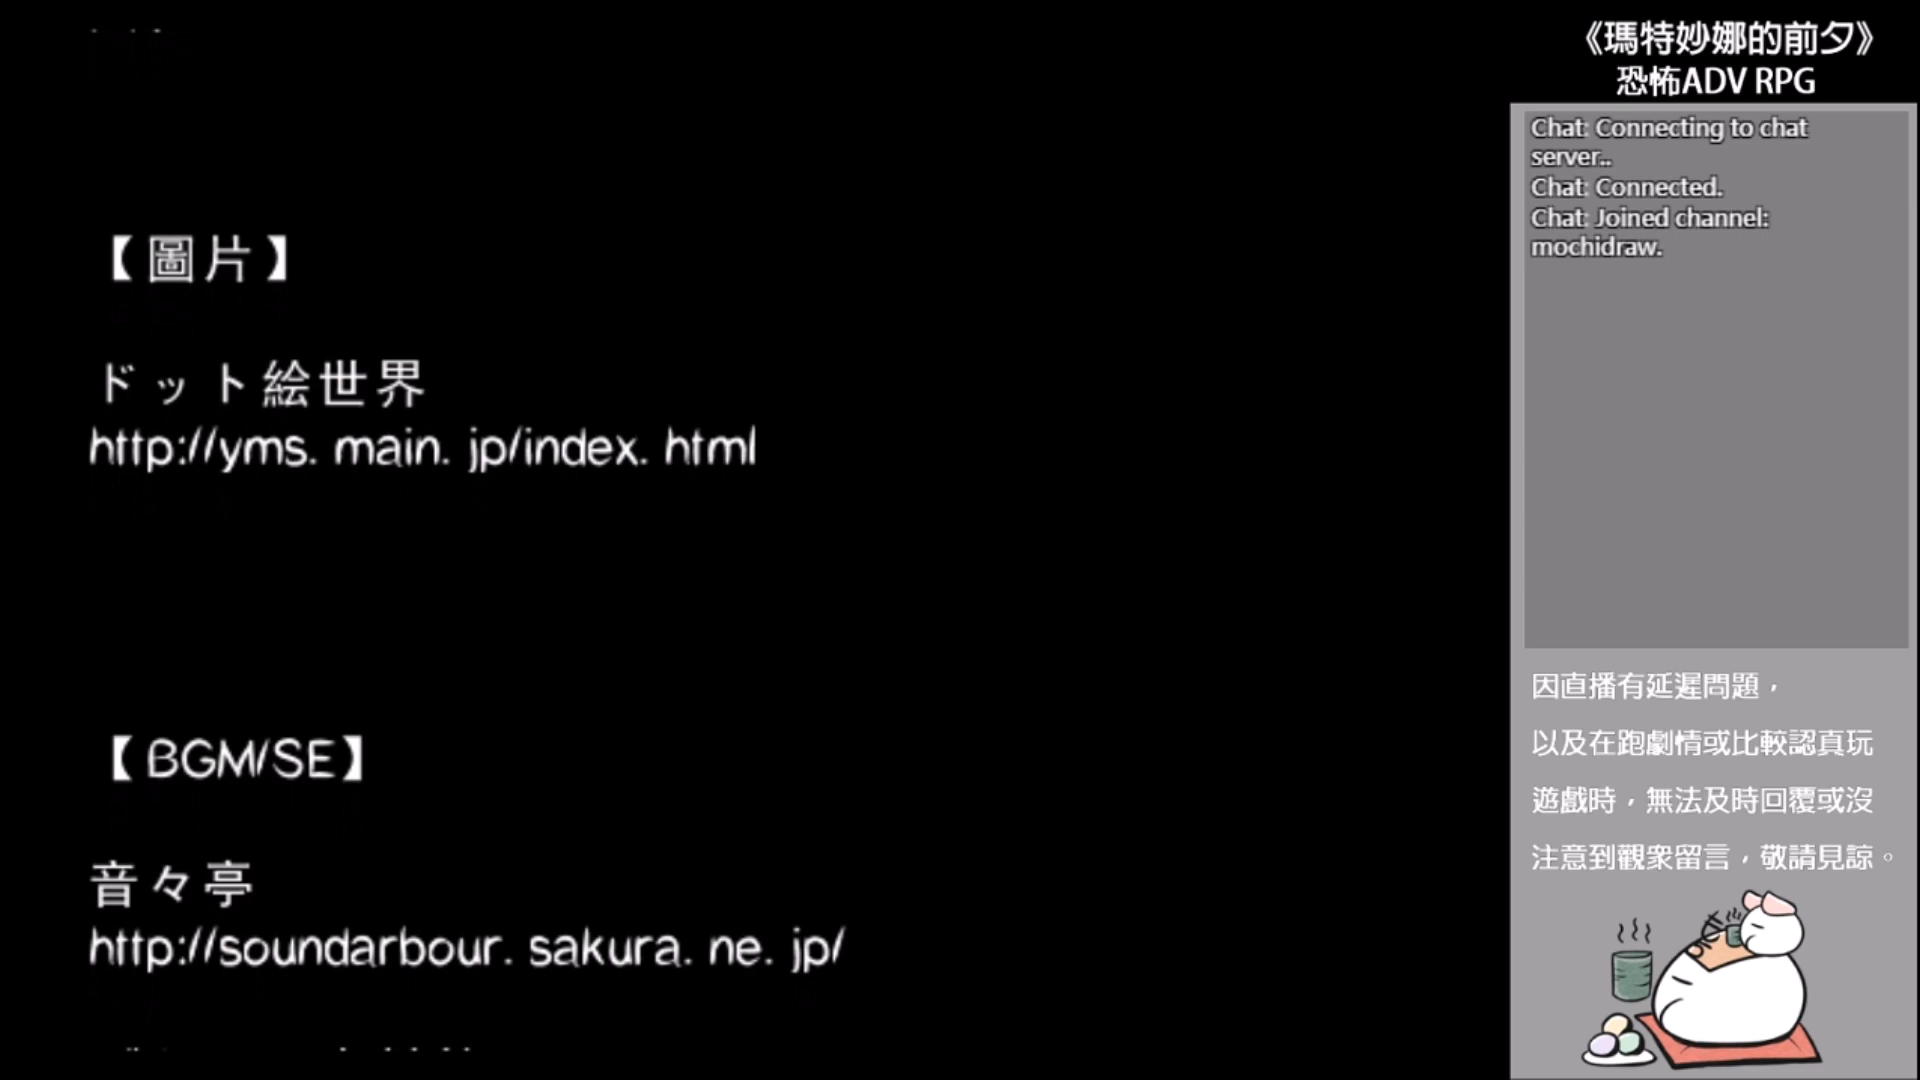 【圖片】
ドット絵世界
http://yms. main. jp/index. html
【BGM/SE】
音々亭
http://soundarbour. sakura. ne. jp/
《瑪特妙娜的前夕》
恐怖ADV RPG
Chat: Connecting to chat
server..
Chat: Connected.
Chat: Joined channel:
mochidraw.
因直播有延遲問題，
以及在跑劇情或比較認真玩
遊戲時，無法及時回覆或沒
注意到觀眾留言，敬請見諒。